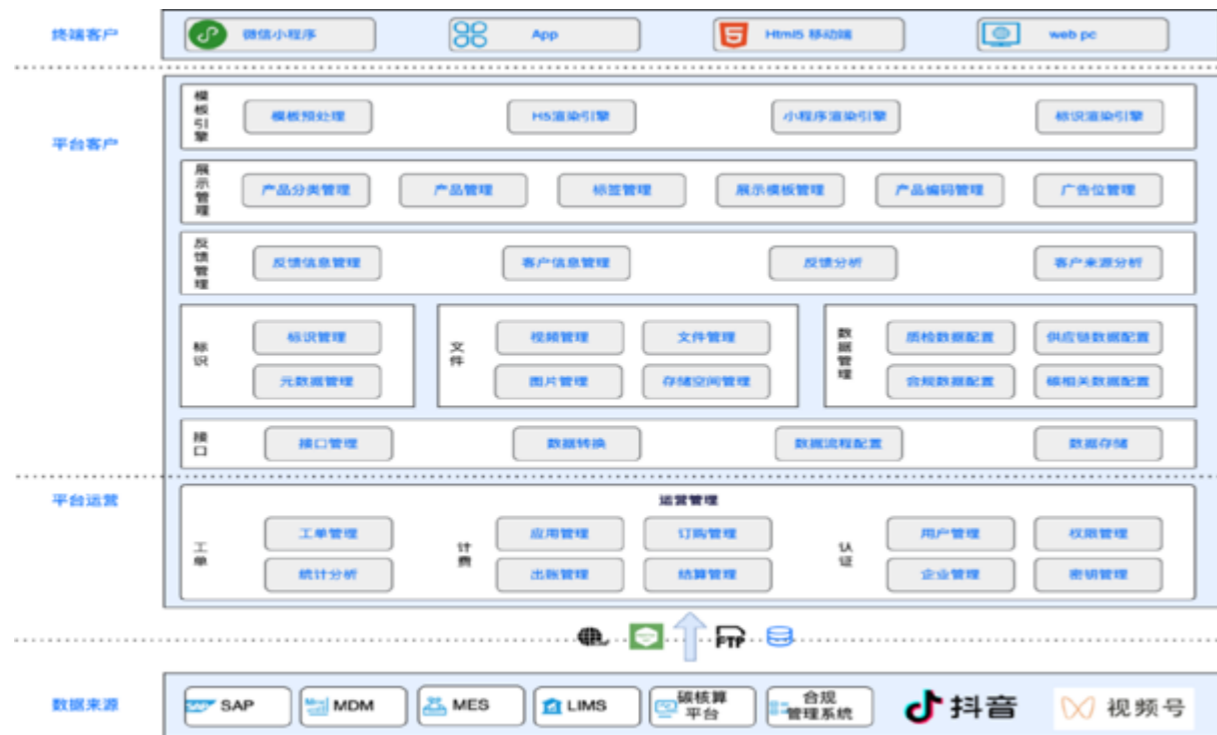 终端客户
微信小程序
App
Html5 移动端
web pc
平台客户
模板引擎
模板预处理
H5渲染引擎
小程序渲染引擎
标识渲染引擎
展示管理
产品分类管理
产品管理
标签管理
展示模板管理
产品编码管理
广告位管理
反馈管理
反馈信息管理
客户信息管理
反馈分析
客户来源分析
标识
标识管理
元数据管理
文件
视频管理
文件管理
图片管理
存储空间管理
数据管理
质检数据配置
供应链数据配置
合规数据配置
碳相关数据配置
接口
接口管理
数据转换
数据流程配置
数据存储
平台运营
运营管理
工单
工单管理
统计分析
计费
应用管理
订购管理
出账管理
结算管理
认证
用户管理
权限管理
企业管理
密钥管理
FTP
数据来源
SAP
SAP
MDM
MES
LIMS
碳核算
平台
合规
管理系统
抖音
视频号